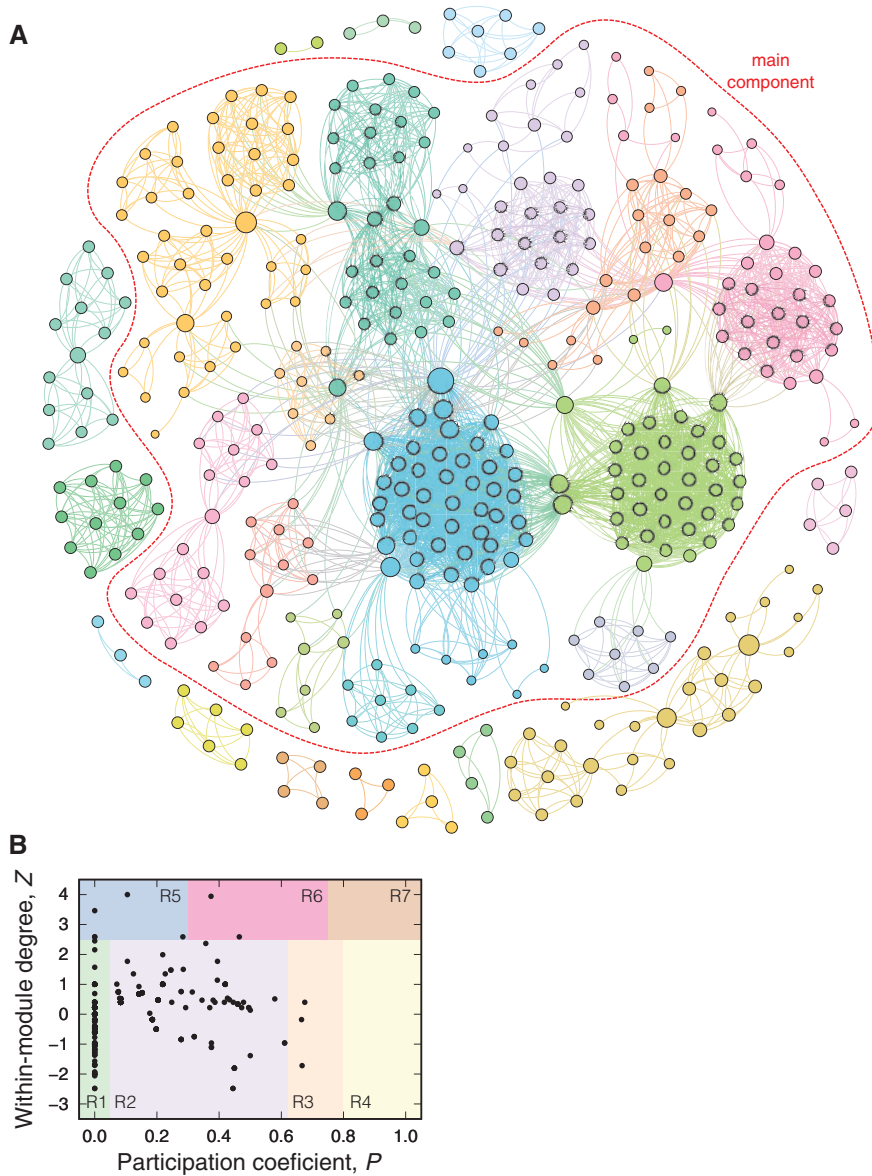 A
main
component
B
Within-module degree, Z
4
3
2
1
0
−1
−2
−3
R5
R6
R7
R1
R2
R3
R4
0.0
0.2
0.4
0.6
0.8
1.0
Participation coeficient, P